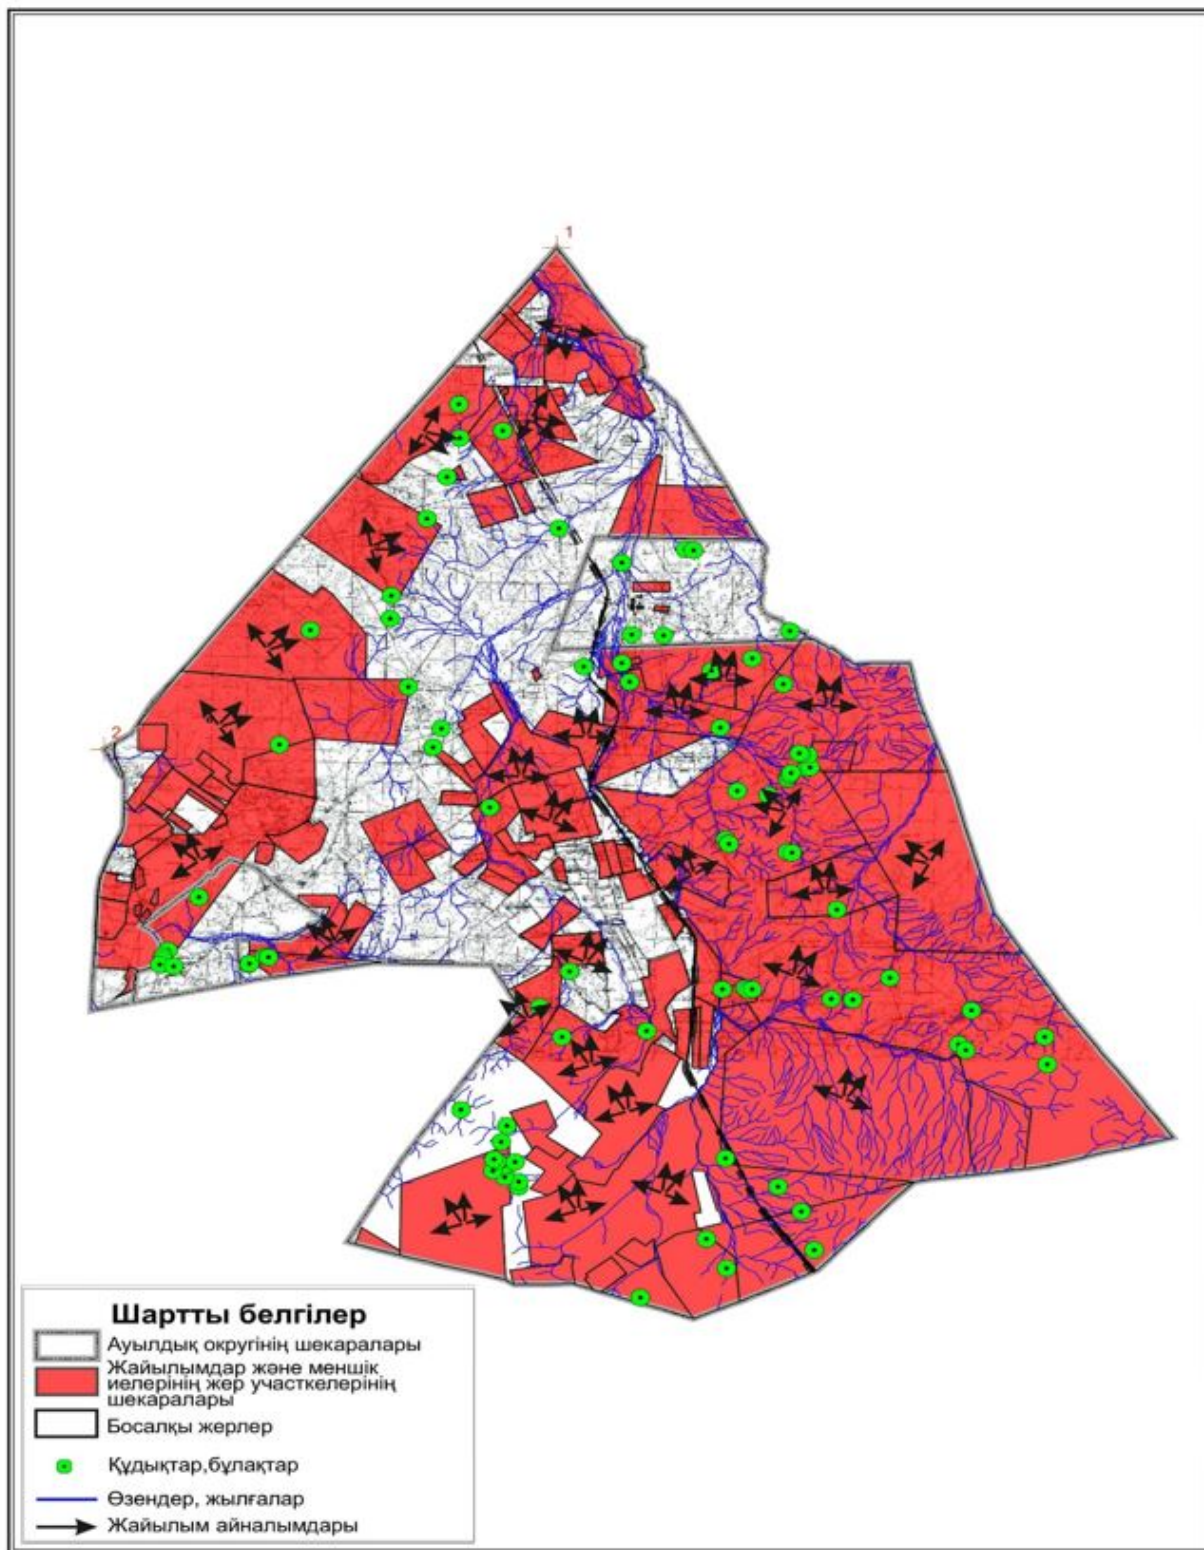 1
2
Шартты белгілер
Ауылдық округінің шекаралары
Жайылымдар және меншік
иелерінің жер участкелерінің
шекаралары
Босалқы жерлер
Құдықтар,бұлақтар
Өзендер, жылғалар
Жайылым айналымдары